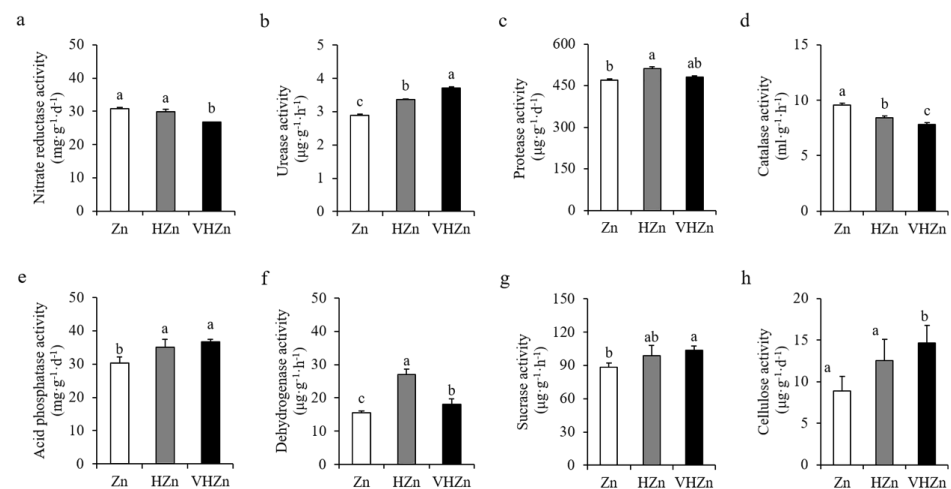 a
Nitrate reductase activity
(mg·g⁻¹·d⁻¹)
50
40
30
20
10
0
a
a
b
Zn HZn VHZn
b
Urease activity
(μg·g⁻¹·h⁻¹)
5
4
3
2
1
0
c
b
a
Zn HZn VHZn
c
Protease activity
(μg·g⁻¹·d⁻¹)
600
450
300
150
0
b
a
ab
Zn HZn VHZn
d
Catalase activity
(ml·g⁻¹·h⁻¹)
15
10
5
0
a
b
c
Zn HZn VHZn
e
Acid phosphatase activity
(mg·g⁻¹·d⁻¹)
50
40
30
20
10
0
b
a
a
Zn HZn VHZn
f
Dehydrogenase activity
(μg·g⁻¹·h⁻¹)
50
40
30
20
10
0
c
a
b
Zn HZn VHZn
g
Sucrase activity
(μg·g⁻¹·h⁻¹)
150
120
90
60
30
0
b
ab
a
Zn HZn VHZn
h
Cellulose activity
(μg·g⁻¹·d⁻¹)
20
15
10
5
0
a
a
b
Zn HZn VHZn